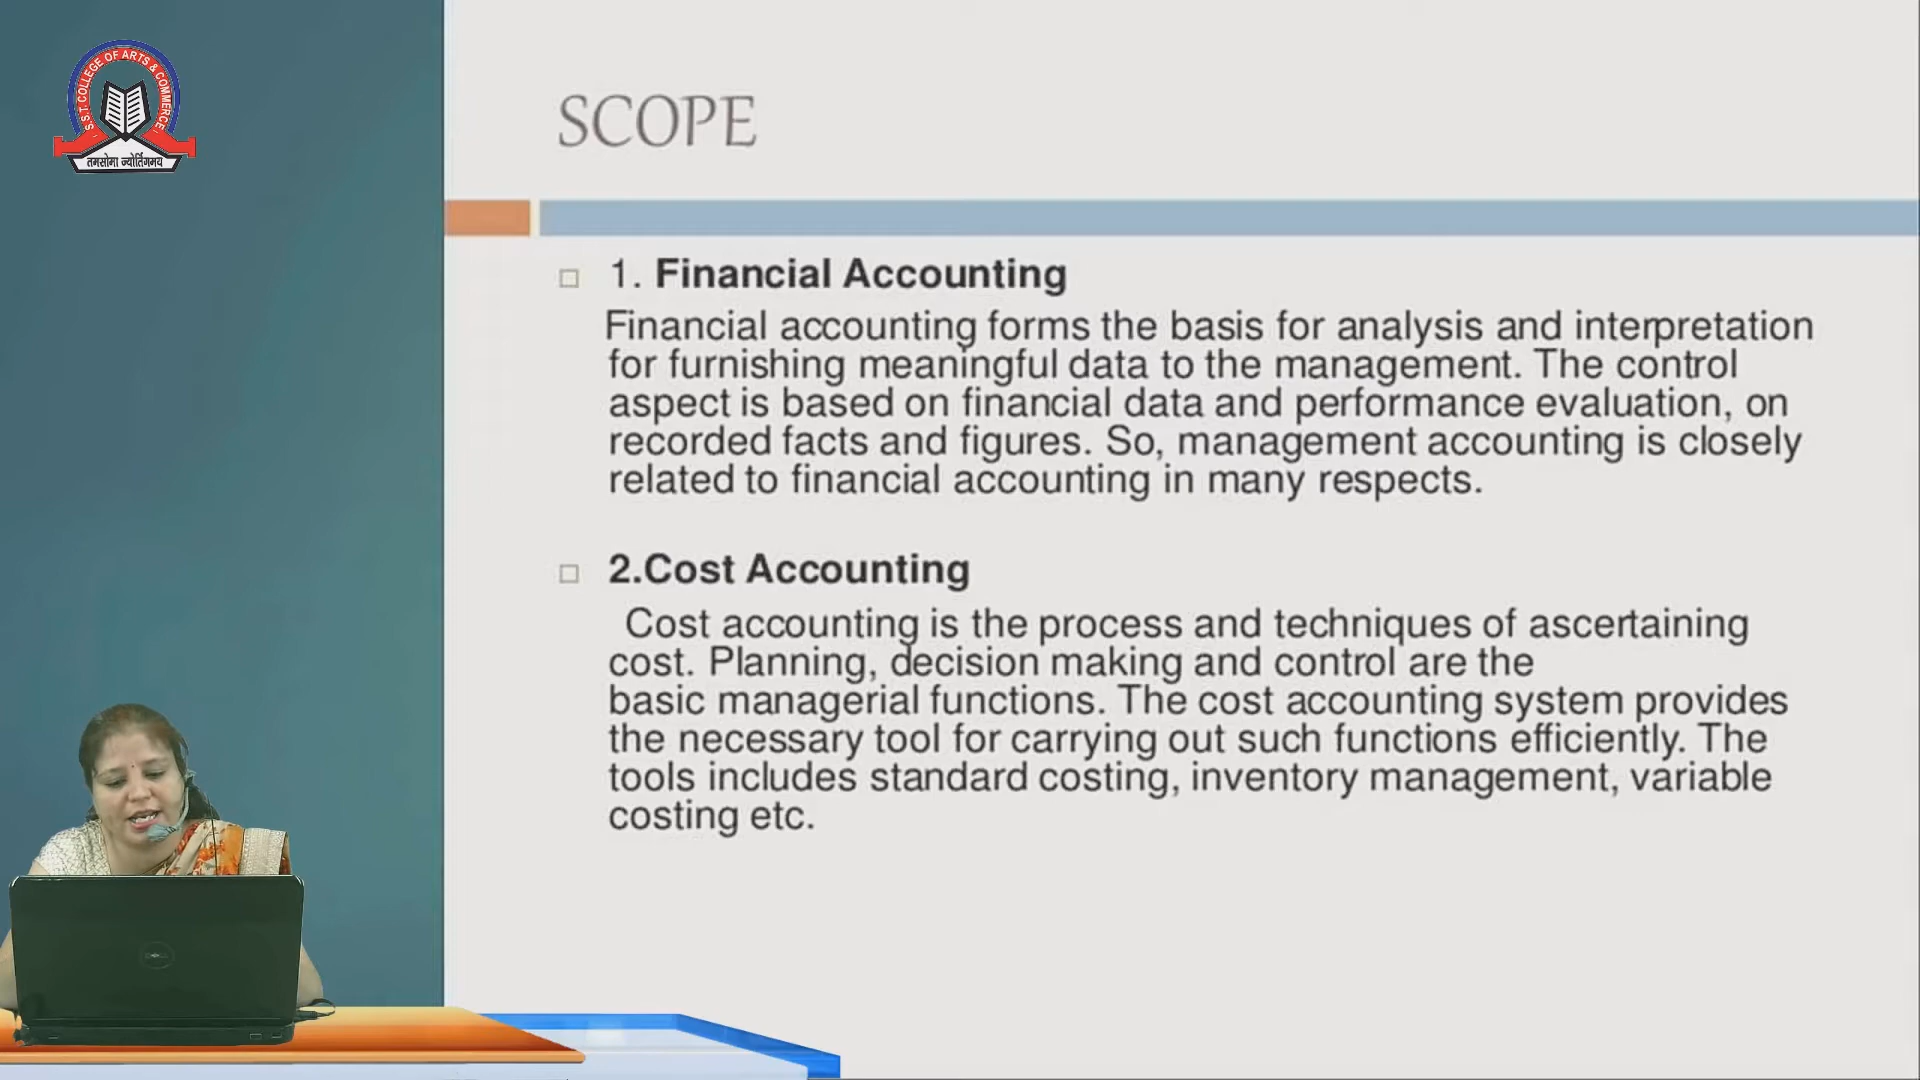 S.S.T. COLLEGE OF ARTS & COMMERCE
तमसोमा ज्योर्तिगमय
SCOPE
1. Financial Accounting
Financial accounting forms the basis for analysis and interpretation
for furnishing meaningful data to the management. The control
aspect is based on financial data and performance evaluation, on
recorded facts and figures. So, management accounting is closely
related to financial accounting in many respects.
2.Cost Accounting
Cost accounting is the process and techniques of ascertaining
cost. Planning, decision making and control are the
basic managerial functions. The cost accounting system provides
the necessary tool for carrying out such functions efficiently. The
tools includes standard costing, inventory management, variable
costing etc.